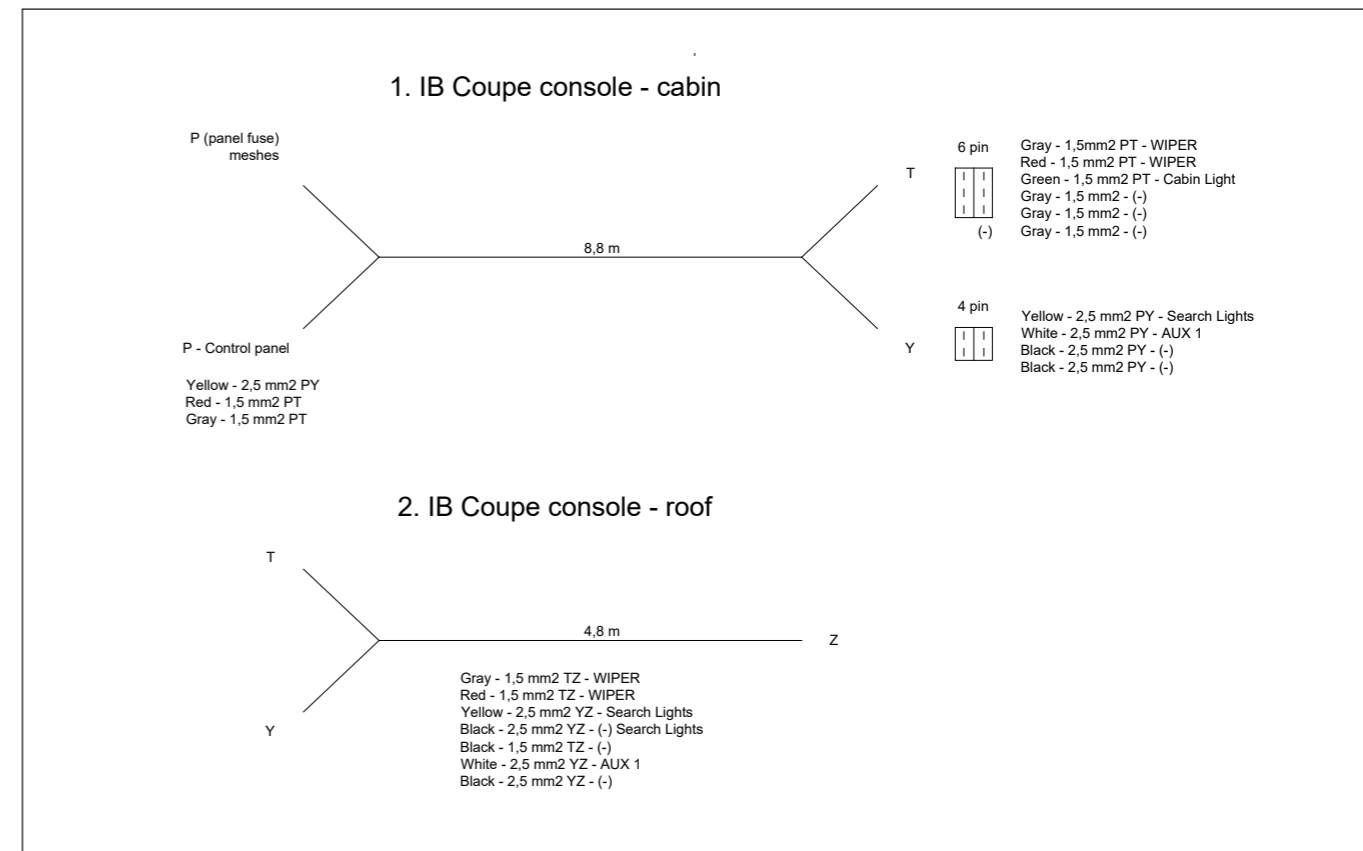 1. IB Coupe console - cabin
P (panel fuse)
meshes
8,8 m
P - Control panel
Yellow - 2,5 mm2 PY
Red - 1,5 mm2 PT
Gray - 1,5 mm2 PT
T
6 pin
(-)
Gray - 1,5mm2 PT - WIPER
Red - 1,5 mm2 PT - WIPER
Green - 1,5 mm2 PT - Cabin Light
Gray - 1,5 mm2 - (-)
Gray - 1,5 mm2 - (-)
Gray - 1,5 mm2 - (-)
Y
4 pin
Yellow - 2,5 mm2 PY - Search Lights
White - 2,5 mm2 PY - AUX 1
Black - 2,5 mm2 PY - (-)
Black - 2,5 mm2 PY - (-)
2. IB Coupe console - roof
T
Y
4,8 m
Z
Gray - 1,5 mm2 TZ - WIPER
Red - 1,5 mm2 TZ - WIPER
Yellow - 2,5 mm2 YZ - Search Lights
Black - 2,5 mm2 YZ - (-) Search Lights
Black - 1,5 mm2 TZ - (-)
White - 2,5 mm2 YZ - AUX 1
Black - 2,5 mm2 YZ - (-)